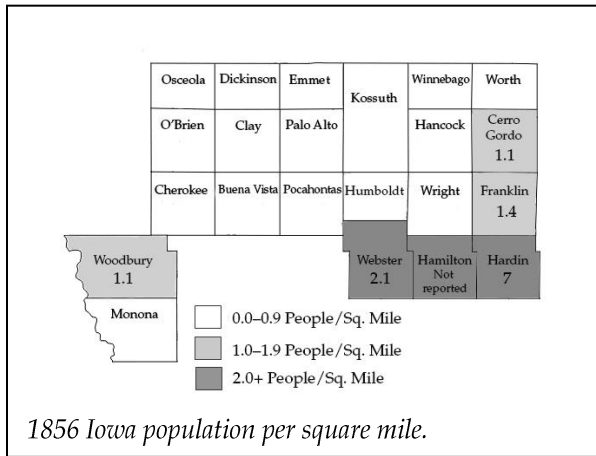 Osceola Dickinson Emmet Kossuth Winnebago Worth
O'Brien Clay Palo Alto Hancock Cerro
Gordo
1.1
Cherokee Buena Vista Pocahontas Humboldt Wright Franklin
1.4
Woodbury
1.1
Webster
2.1
Hamilton
Not
reported
Hardin
7
Monona
0.0–0.9 People/Sq. Mile
1.0–1.9 People/Sq. Mile
2.0+ People/Sq. Mile
1856 Iowa population per square mile.